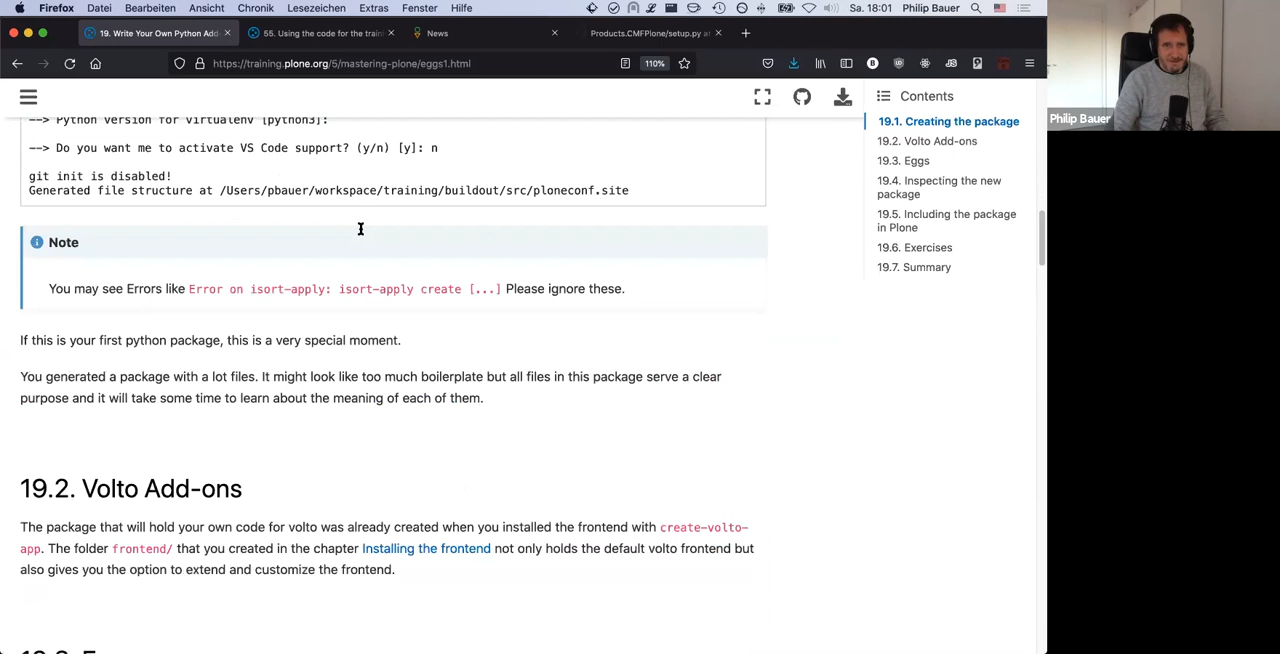 Firefox Datei Bearbeiten Ansicht Chronik Lesezeichen Extras Fenster Hilfe Sa. 18:01 Philip Bauer
19. Write Your Own Python Add- 55. Using the code for the train News Products.CMFPlone/setup.py at
https://training.plone.org/5/mastering-plone/eggs1.html 110%
Philip Bauer
--> Python version for virtualenv [python3]:
--> Do you want me to activate VS Code support? (y/n) [y]: n
git init is disabled!
Generated file structure at /Users/pbauer/workspace/training/buildout/src/ploneconf.site
Note
You may see Errors like Error on isort-apply: isort-apply create [...] Please ignore these.
If this is your first python package, this is a very special moment.
You generated a package with a lot files. It might look like too much boilerplate but all files in this package serve a clear
purpose and it will take some time to learn about the meaning of each of them.
19.2. Volto Add-ons
The package that will hold your own code for volto was already created when you installed the frontend with create-volto-
app. The folder frontend/ that you created in the chapter Installing the frontend not only holds the default volto frontend but
also gives you the option to extend and customize the frontend.
Contents
19.1. Creating the package
19.2. Volto Add-ons
19.3. Eggs
19.4. Inspecting the new
package
19.5. Including the package
in Plone
19.6. Exercises
19.7. Summary